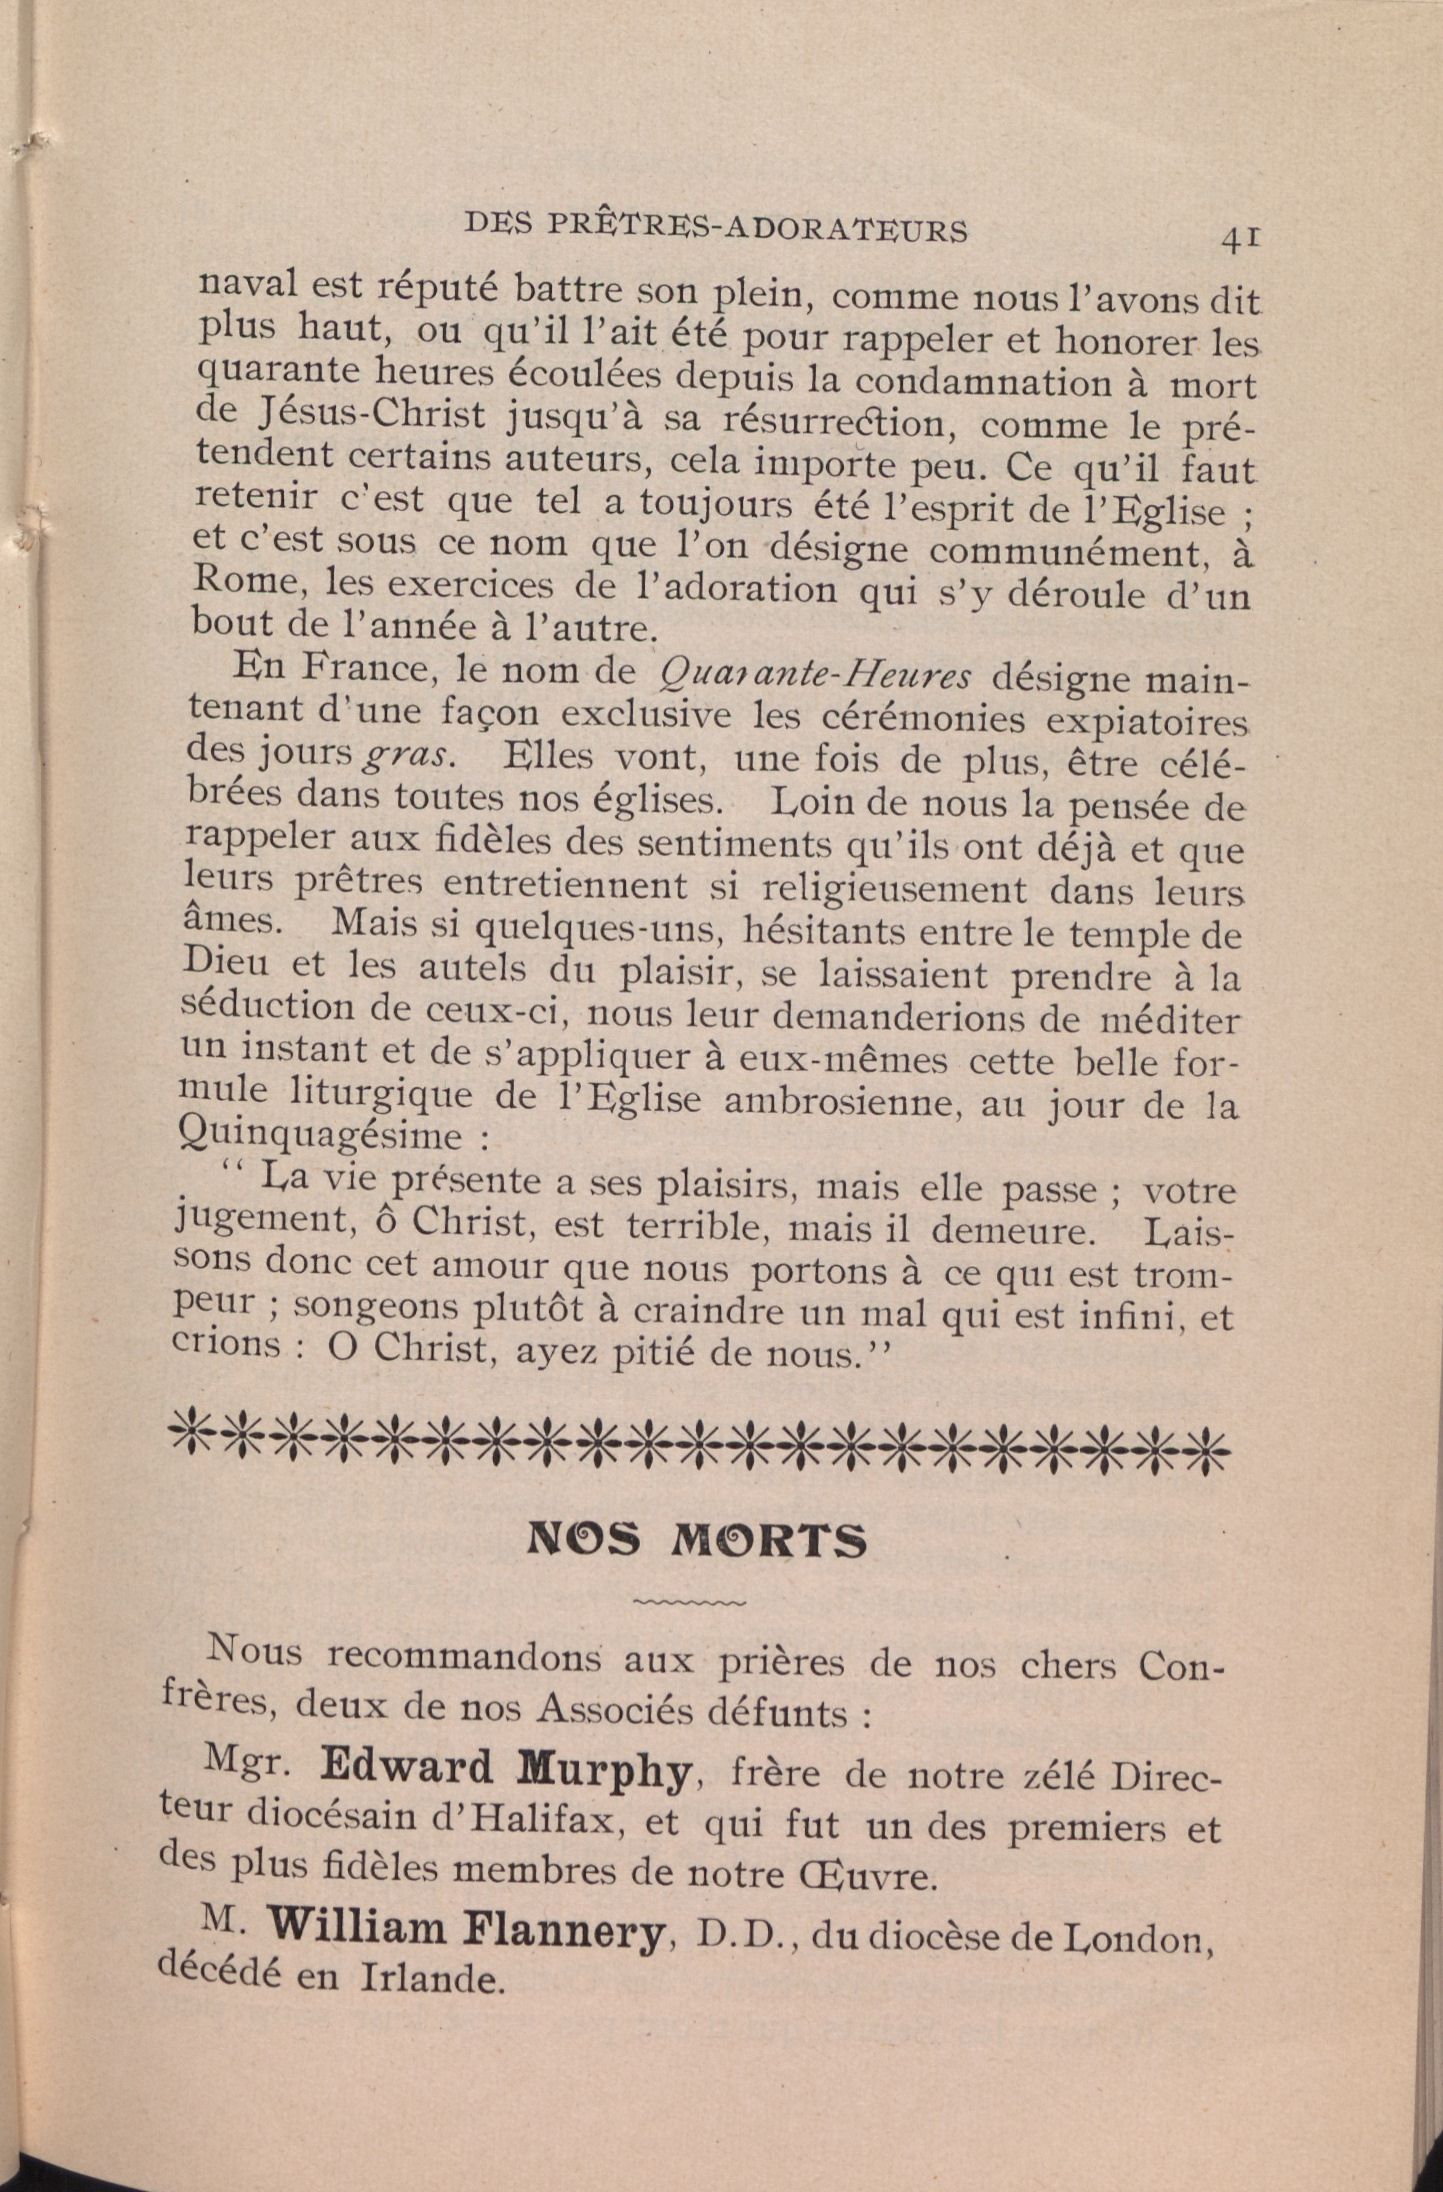 DES PRÊTRES-ADORATEURS 41
naval est réputé battre son plein, comme nous l'avons dit
plus haut, ou qu'il l'ait été pour rappeler et honorer les
quarante heures écoulées depuis la condamnation à mort
de Jésus-Christ jusqu'à sa résurrection, comme le pré-
tendent certains auteurs, cela importe peu. Ce qu'il faut
retenir c'est que tel a toujours été l'esprit de l'Eglise ;
et c'est sous ce nom que l'on désigne communément, à
Rome, les exercices de l'adoration qui s'y déroule d'un
bout de l'année à l'autre.
En France, le nom de Quarante-Heures désigne main-
tenant d'une façon exclusive les cérémonies expiatoires
des jours gras. Elles vont, une fois de plus, être célé-
brées dans toutes nos églises. Loin de nous la pensée de
rappeler aux fidèles des sentiments qu'ils ont déjà et que
leurs prêtres entretiennent si religieusement dans leurs
âmes. Mais si quelques-uns, hésitants entre le temple de
Dieu et les autels du plaisir, se laissaient prendre à la
séduction de ceux-ci, nous leur demanderions de méditer
un instant et de s'appliquer à eux-mêmes cette belle for-
mule liturgique de l'Eglise ambrosienne, au jour de la
Quinquagésime :
“ La vie présente a ses plaisirs, mais elle passe ; votre
jugement, ô Christ, est terrible, mais il demeure. Lais-
sons donc cet amour que nous portons à ce qui est trom-
peur ; songeons plutôt à craindre un mal qui est infini, et
crions : O Christ, ayez pitié de nous.”
NOS MORTS
Nous recommandons aux prières de nos chers Con-
frères, deux de nos Associés défunts :
Mgr. Edward Murphy, frère de notre zélé Direc-
teur diocésain d'Halifax, et qui fut un des premiers et
des plus fidèles membres de notre Œuvre.
M. William Flannery, D.D., du diocèse de London,
décédé en Irlande.